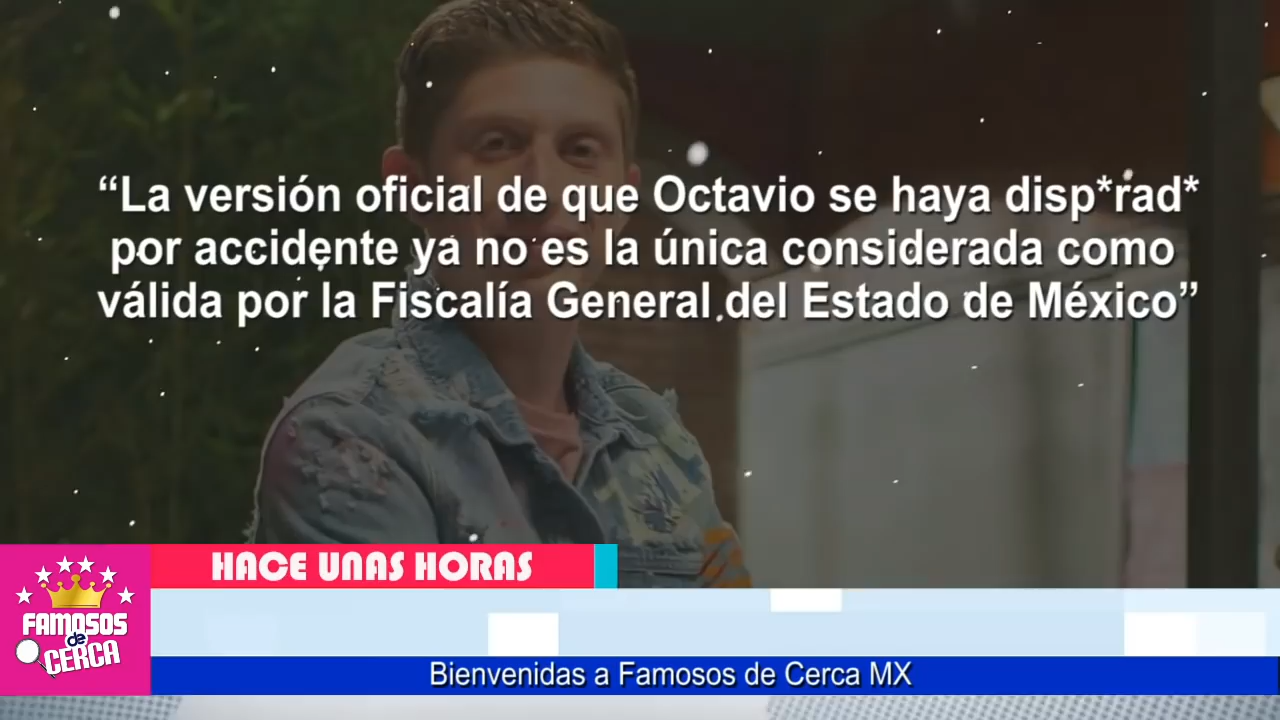 “La versión oficial de que Octavio se haya disp*rad*
por accidente ya no es la única considerada como
válida por la Fiscalía General del Estado de México”
HACE UNAS HORAS
FAMOSOS
de
CERCA
Bienvenidas a Famosos de Cerca MX